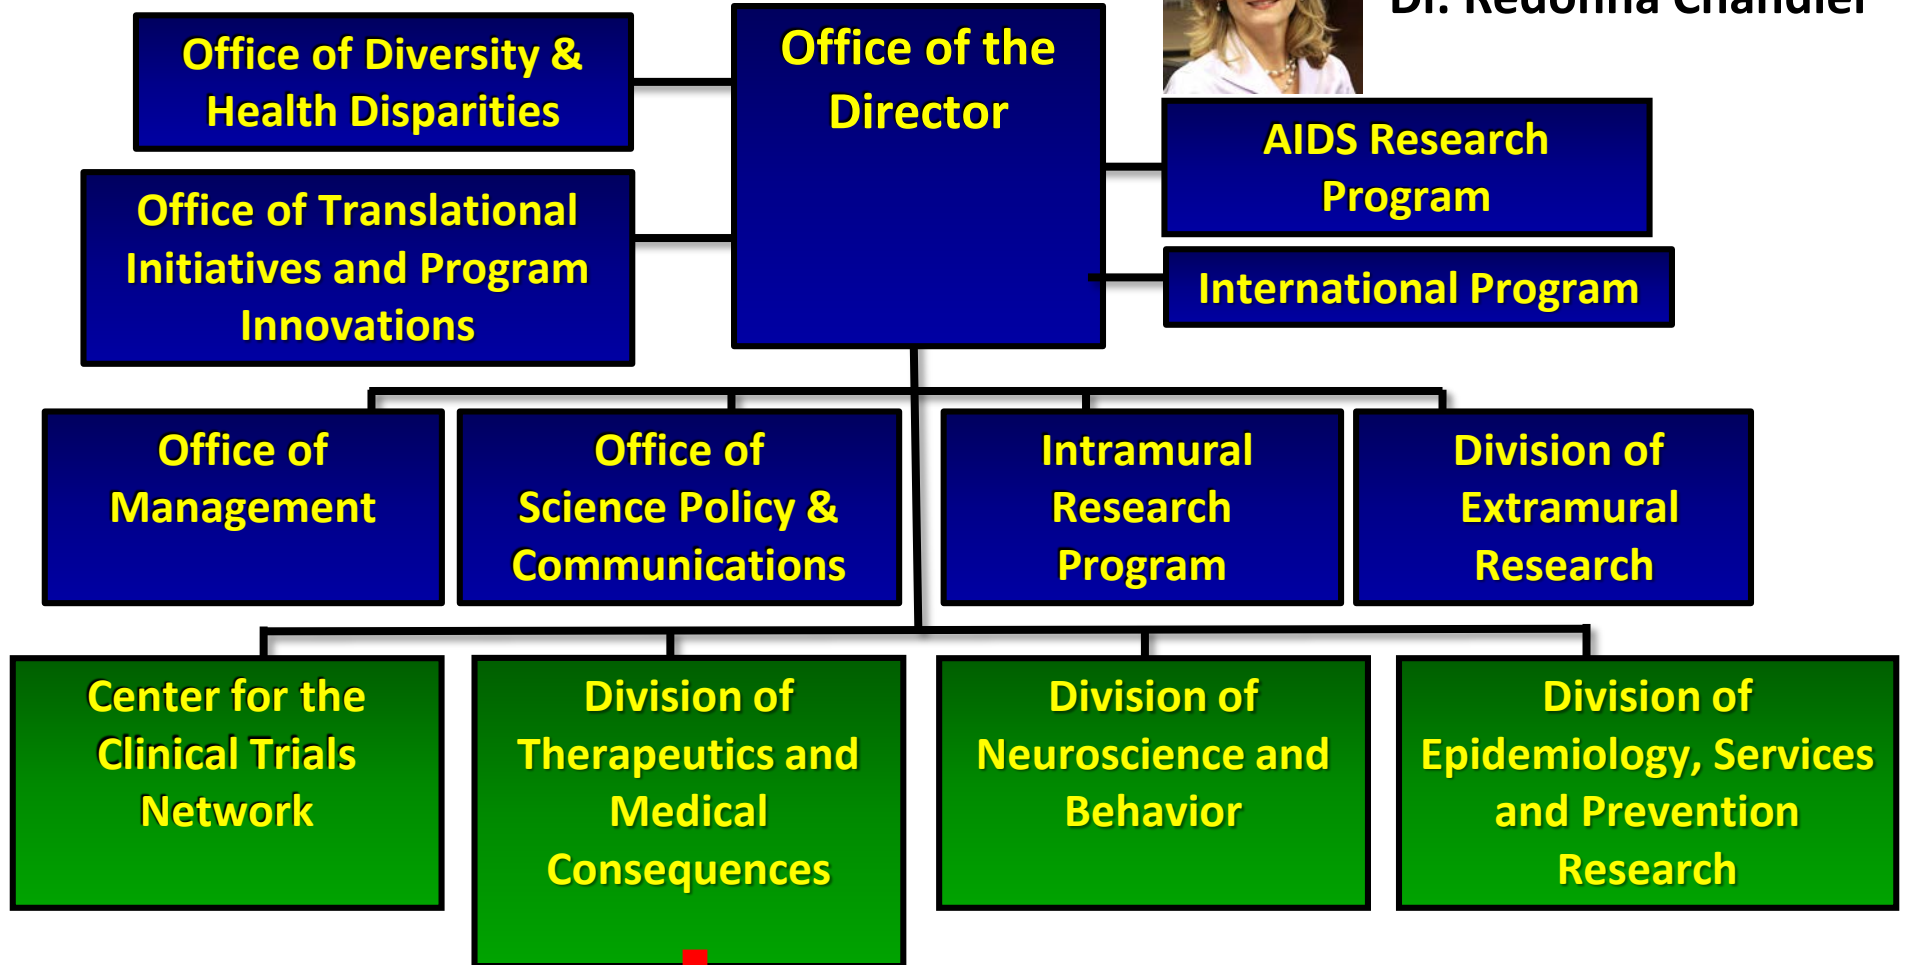 Dr. Redonna Chandler
Office of Diversity &
Health Disparities
Office of the
Director
AIDS Research
Program
Office of Translational
Initiatives and Program
Innovations
International Program
Office of
Management
Office of
Science Policy &
Communications
Intramural
Research
Program
Division of
Extramural
Research
Center for the
Clinical Trials
Network
Division of
Therapeutics and
Medical
Consequences
Division of
Neuroscience and
Behavior
Division of
Epidemiology, Services
and Prevention
Research